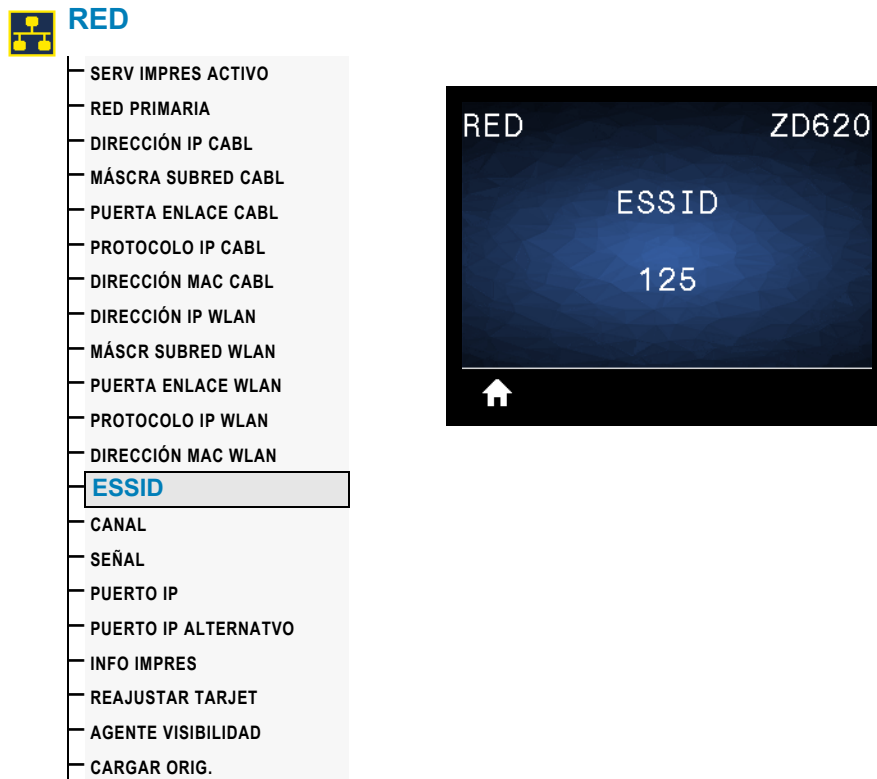 RED
SERV IMPRES ACTIVO
RED PRIMARIA
DIRECCIÓN IP CABL
MÁSCRA SUBRED CABL
PUERTA ENLACE CABL
PROTOCOLO IP CABL
DIRECCIÓN MAC CABL
DIRECCIÓN IP WLAN
MÁSCR SUBRED WLAN
PUERTA ENLACE WLAN
PROTOCOLO IP WLAN
DIRECCIÓN MAC WLAN
ESSID
CANAL
SEÑAL
PUERTO IP
PUERTO IP ALTERNATVO
INFO IMPRES
REAJUSTAR TARJET
AGENTE VISIBILIDAD
CARGAR ORIG.
RED ZD620
ESSID
125